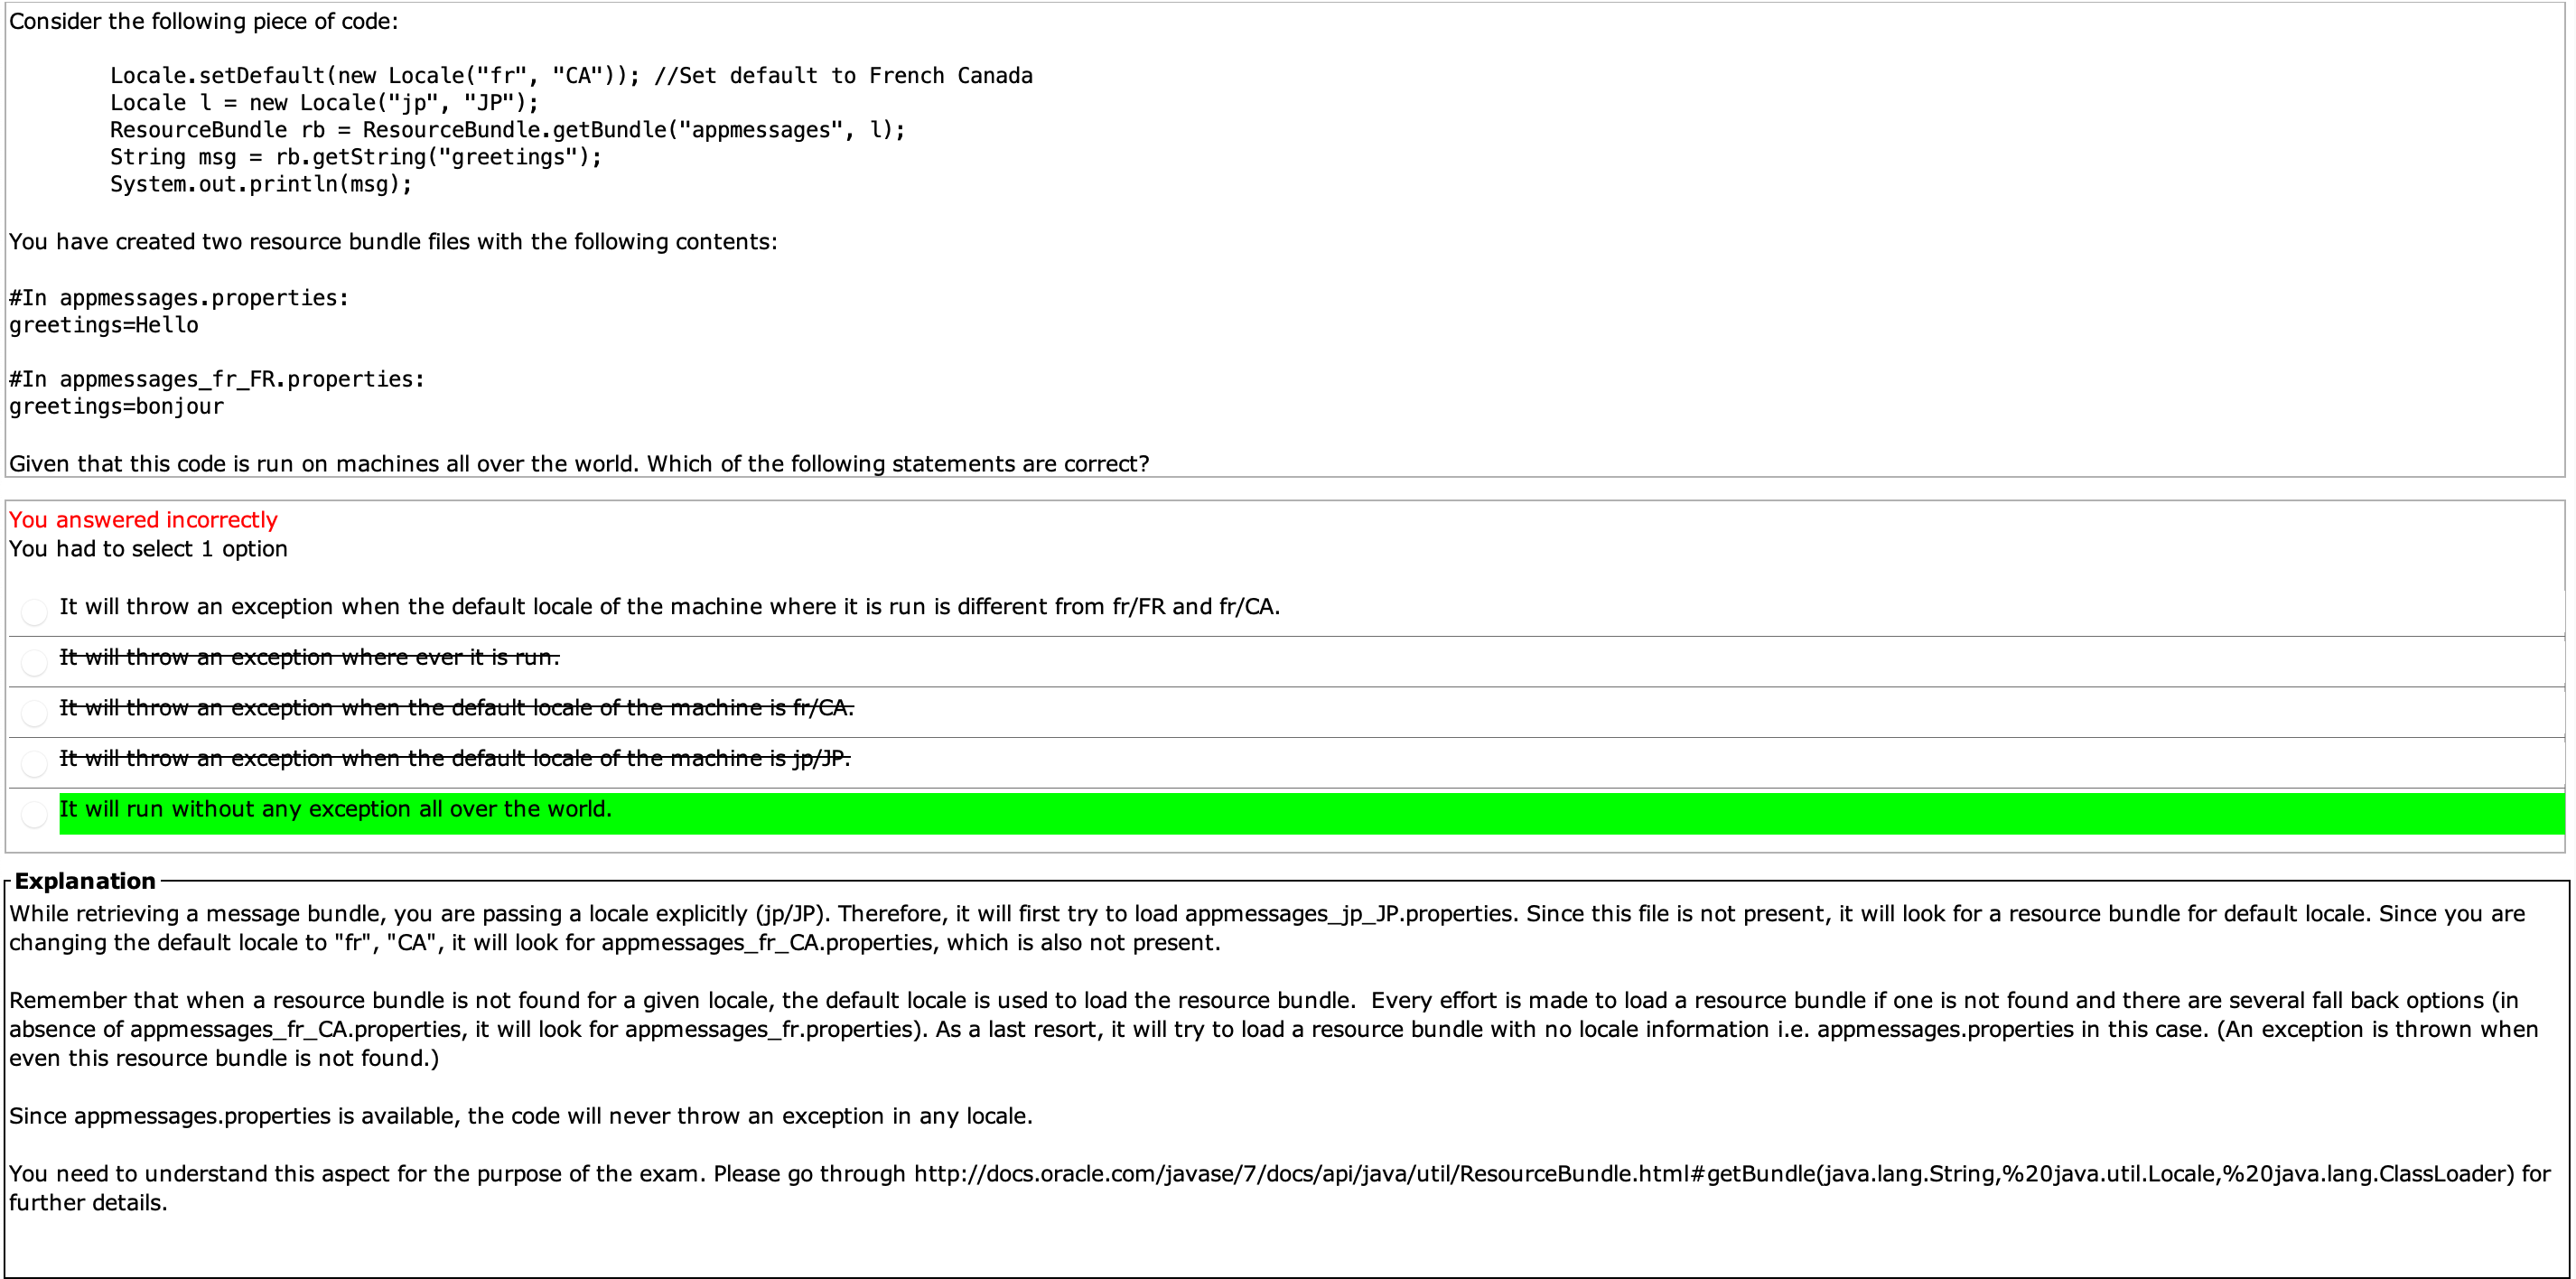 Consider the following piece of code:
Locale.setDefault(new Locale("fr", "CA")); //Set default to French Canada
Locale l = new Locale("jp", "JP");
ResourceBundle rb = ResourceBundle.getBundle("appmessages", l);
String msg = rb.getString("greetings");
System.out.println(msg);
You have created two resource bundle files with the following contents:
#In appmessages.properties:
greetings=Hello
#In appmessages_fr_FR.properties:
greetings=bonjour
Given that this code is run on machines all over the world. Which of the following statements are correct?
You answered incorrectly
You had to select 1 option
It will throw an exception when the default locale of the machine where it is run is different from fr/FR and fr/CA.
It will throw an exception where ever it is run.
It will throw an exception when the default locale of the machine is fr/CA.
It will throw an exception when the default locale of the machine is jp/JP.
It will run without any exception all over the world.
Explanation
While retrieving a message bundle, you are passing a locale explicitly (jp/JP). Therefore, it will first try to load appmessages_jp_JP.properties. Since this file is not present, it will look for a resource bundle for default locale. Since you are
changing the default locale to "fr", "CA", it will look for appmessages_fr_CA.properties, which is also not present.
Remember that when a resource bundle is not found for a given locale, the default locale is used to load the resource bundle.  Every effort is made to load a resource bundle if one is not found and there are several fall back options (in
absence of appmessages_fr_CA.properties, it will look for appmessages_fr.properties). As a last resort, it will try to load a resource bundle with no locale information i.e. appmessages.properties in this case. (An exception is thrown when
even this resource bundle is not found.)
Since appmessages.properties is available, the code will never throw an exception in any locale.
You need to understand this aspect for the purpose of the exam. Please go through http://docs.oracle.com/javase/7/docs/api/java/util/ResourceBundle.html#getBundle(java.lang.String,%20java.util.Locale,%20java.lang.ClassLoader) for
further details.